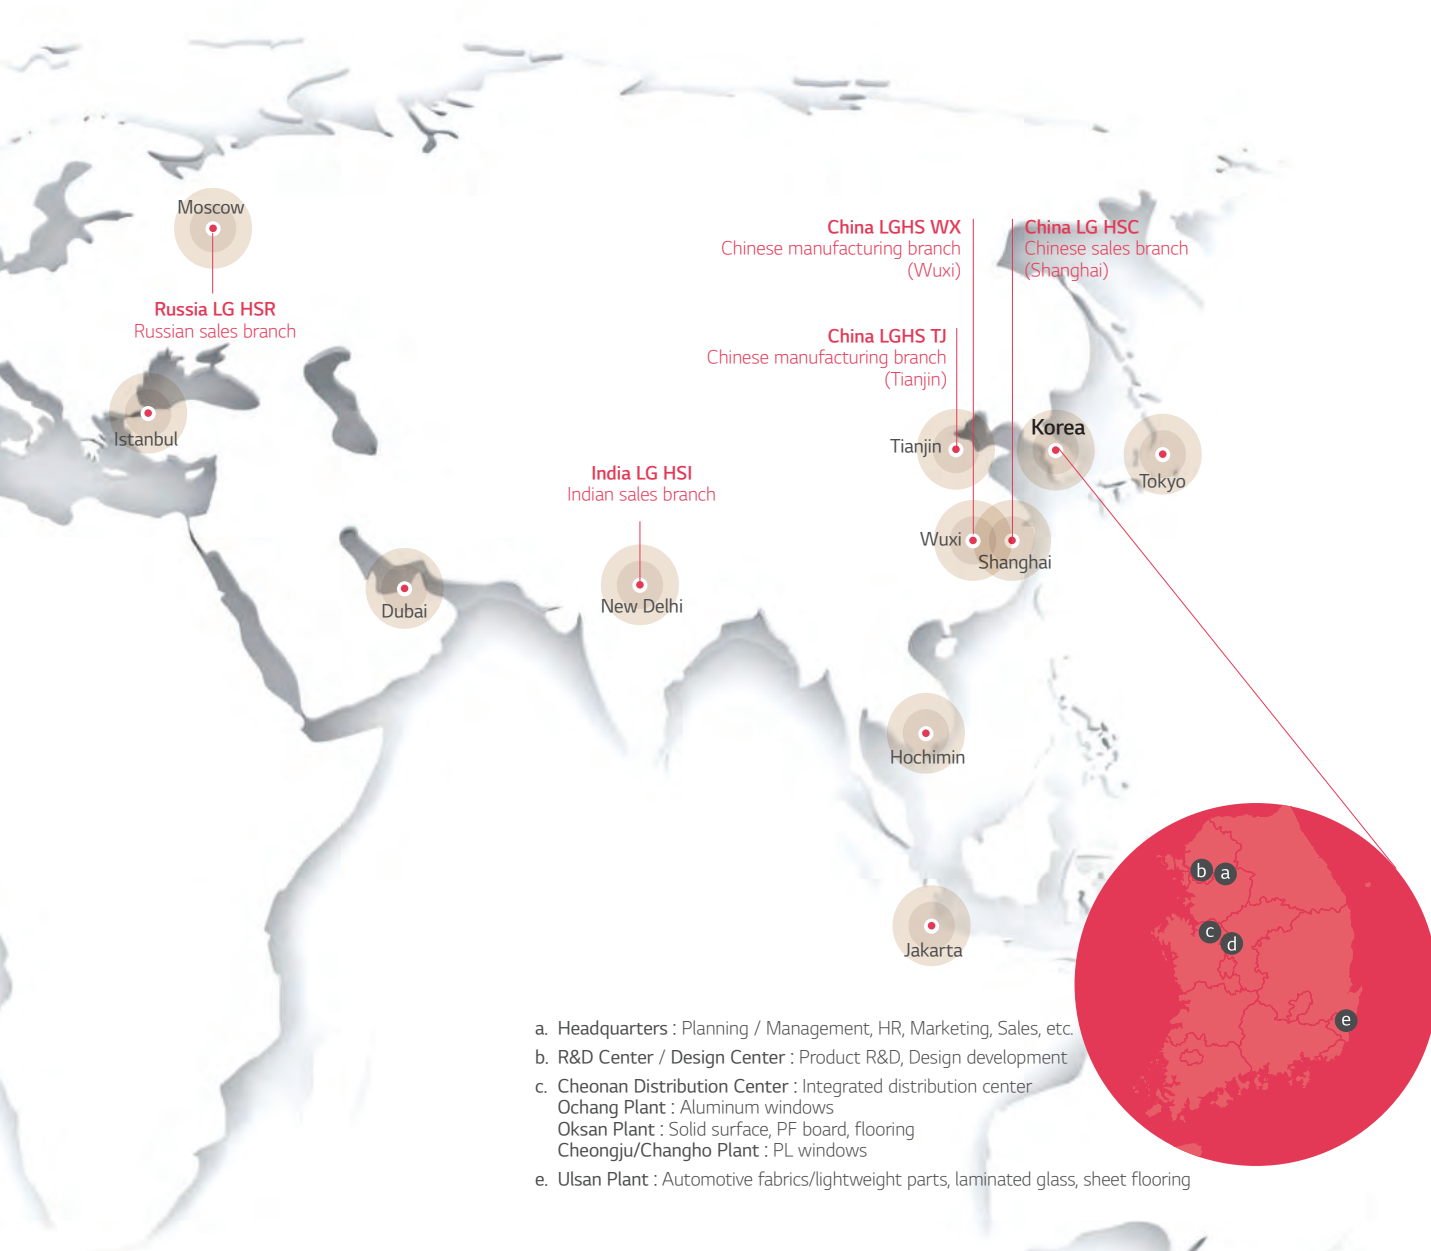 Moscow
Russia LG HSR
Russian sales branch
China LGHS WX
Chinese manufacturing branch
(Wuxi)
China LG HSC
Chinese sales branch
(Shanghai)
China LGHS TJ
Chinese manufacturing branch
(Tianjin)
Istanbul
Tianjin
Korea
Tokyo
India LG HSI
Indian sales branch
Wuxi
Shanghai
Dubai
New Delhi
Hochimin
Jakarta
b
a
c
d
e
a. Headquarters : Planning / Management, HR, Marketing, Sales, etc.
b. R&D Center / Design Center : Product R&D, Design development
c. Cheonan Distribution Center : Integrated distribution center
Ochang Plant : Aluminum windows
Oksan Plant : Solid surface, PF board, flooring
Cheongju/Changho Plant : PL windows
e. Ulsan Plant : Automotive fabrics/lightweight parts, laminated glass, sheet flooring